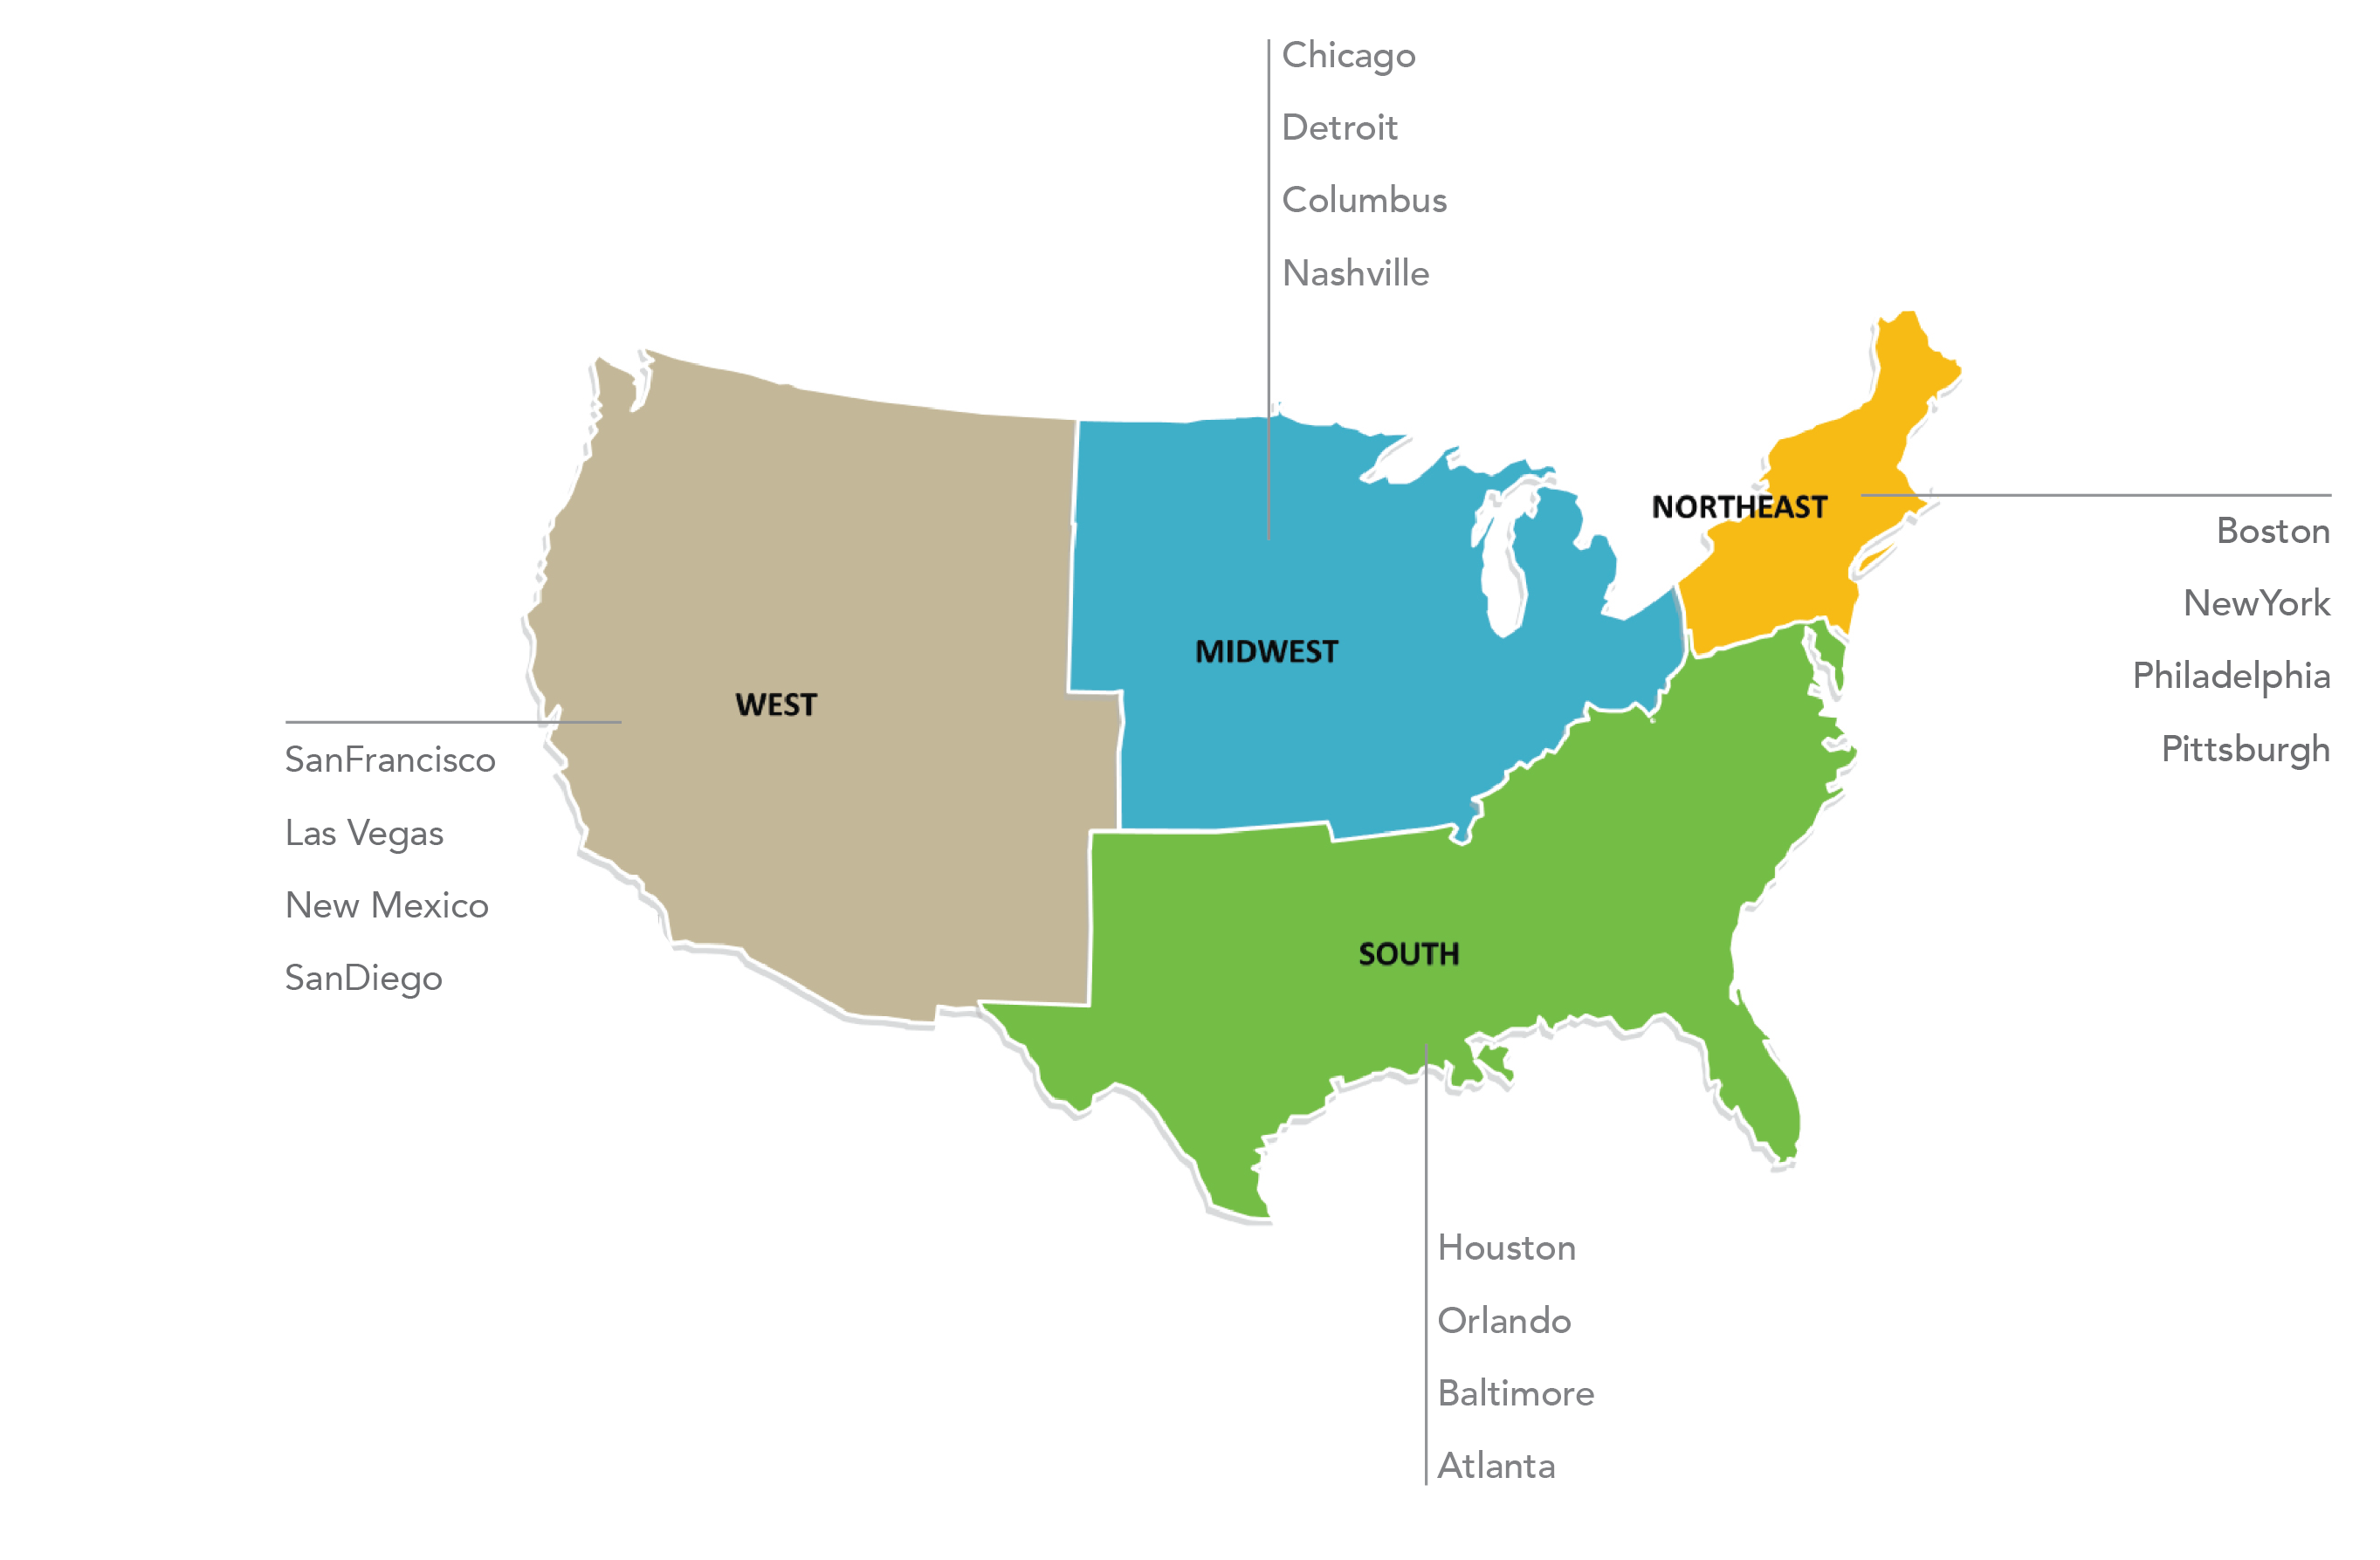 Chicago
Detroit
Columbus
Nashville
NORTHEAST
Boston
NewYork
Philadelphia
Pittsburgh
MIDWEST
WEST
SanFrancisco
Las Vegas
New Mexico
SanDiego
SOUTH
Houston
Orlando
Baltimore
Atlanta